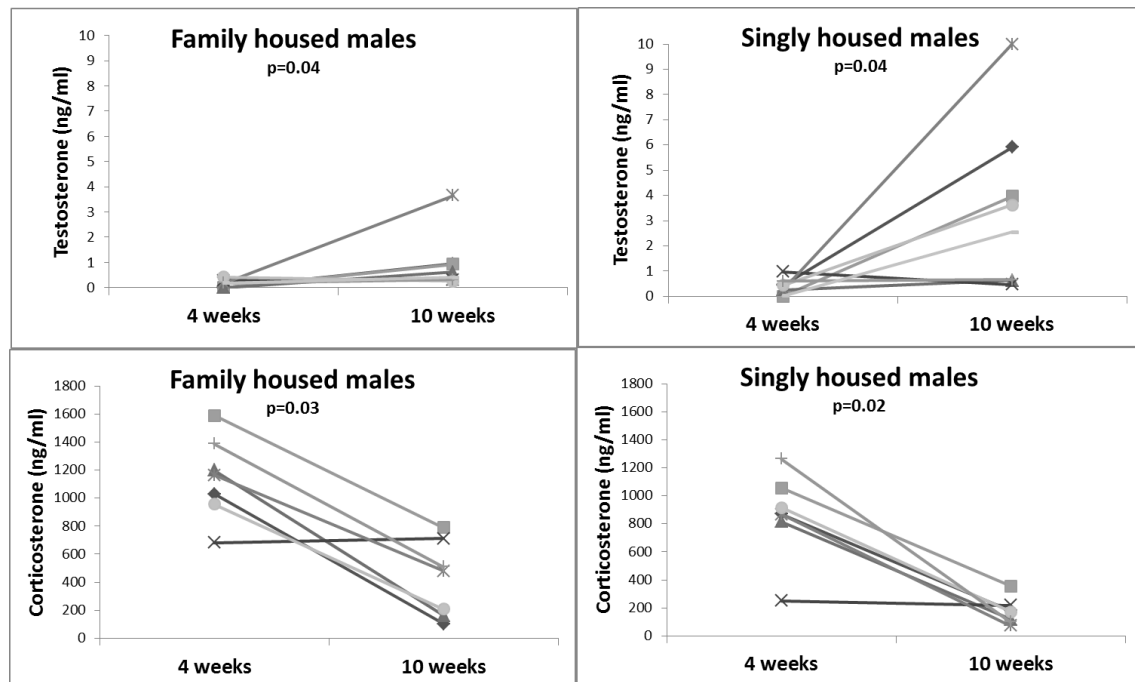 Family housed males
p=0.04
Testosterone (ng/ml)
10
9
8
7
6
5
4
3
2
1
0
4 weeks
10 weeks
Singly housed males
p=0.04
Testosterone (ng/ml)
10
9
8
7
6
5
4
3
2
1
0
4 weeks
10 weeks
Family housed males
p=0.03
Corticosterone (ng/ml)
1800
1600
1400
1200
1000
800
600
400
200
0
4 weeks
10 weeks
Singly housed males
p=0.02
Corticosterone (ng/ml)
1800
1600
1400
1200
1000
800
600
400
200
0
4 weeks
10 weeks